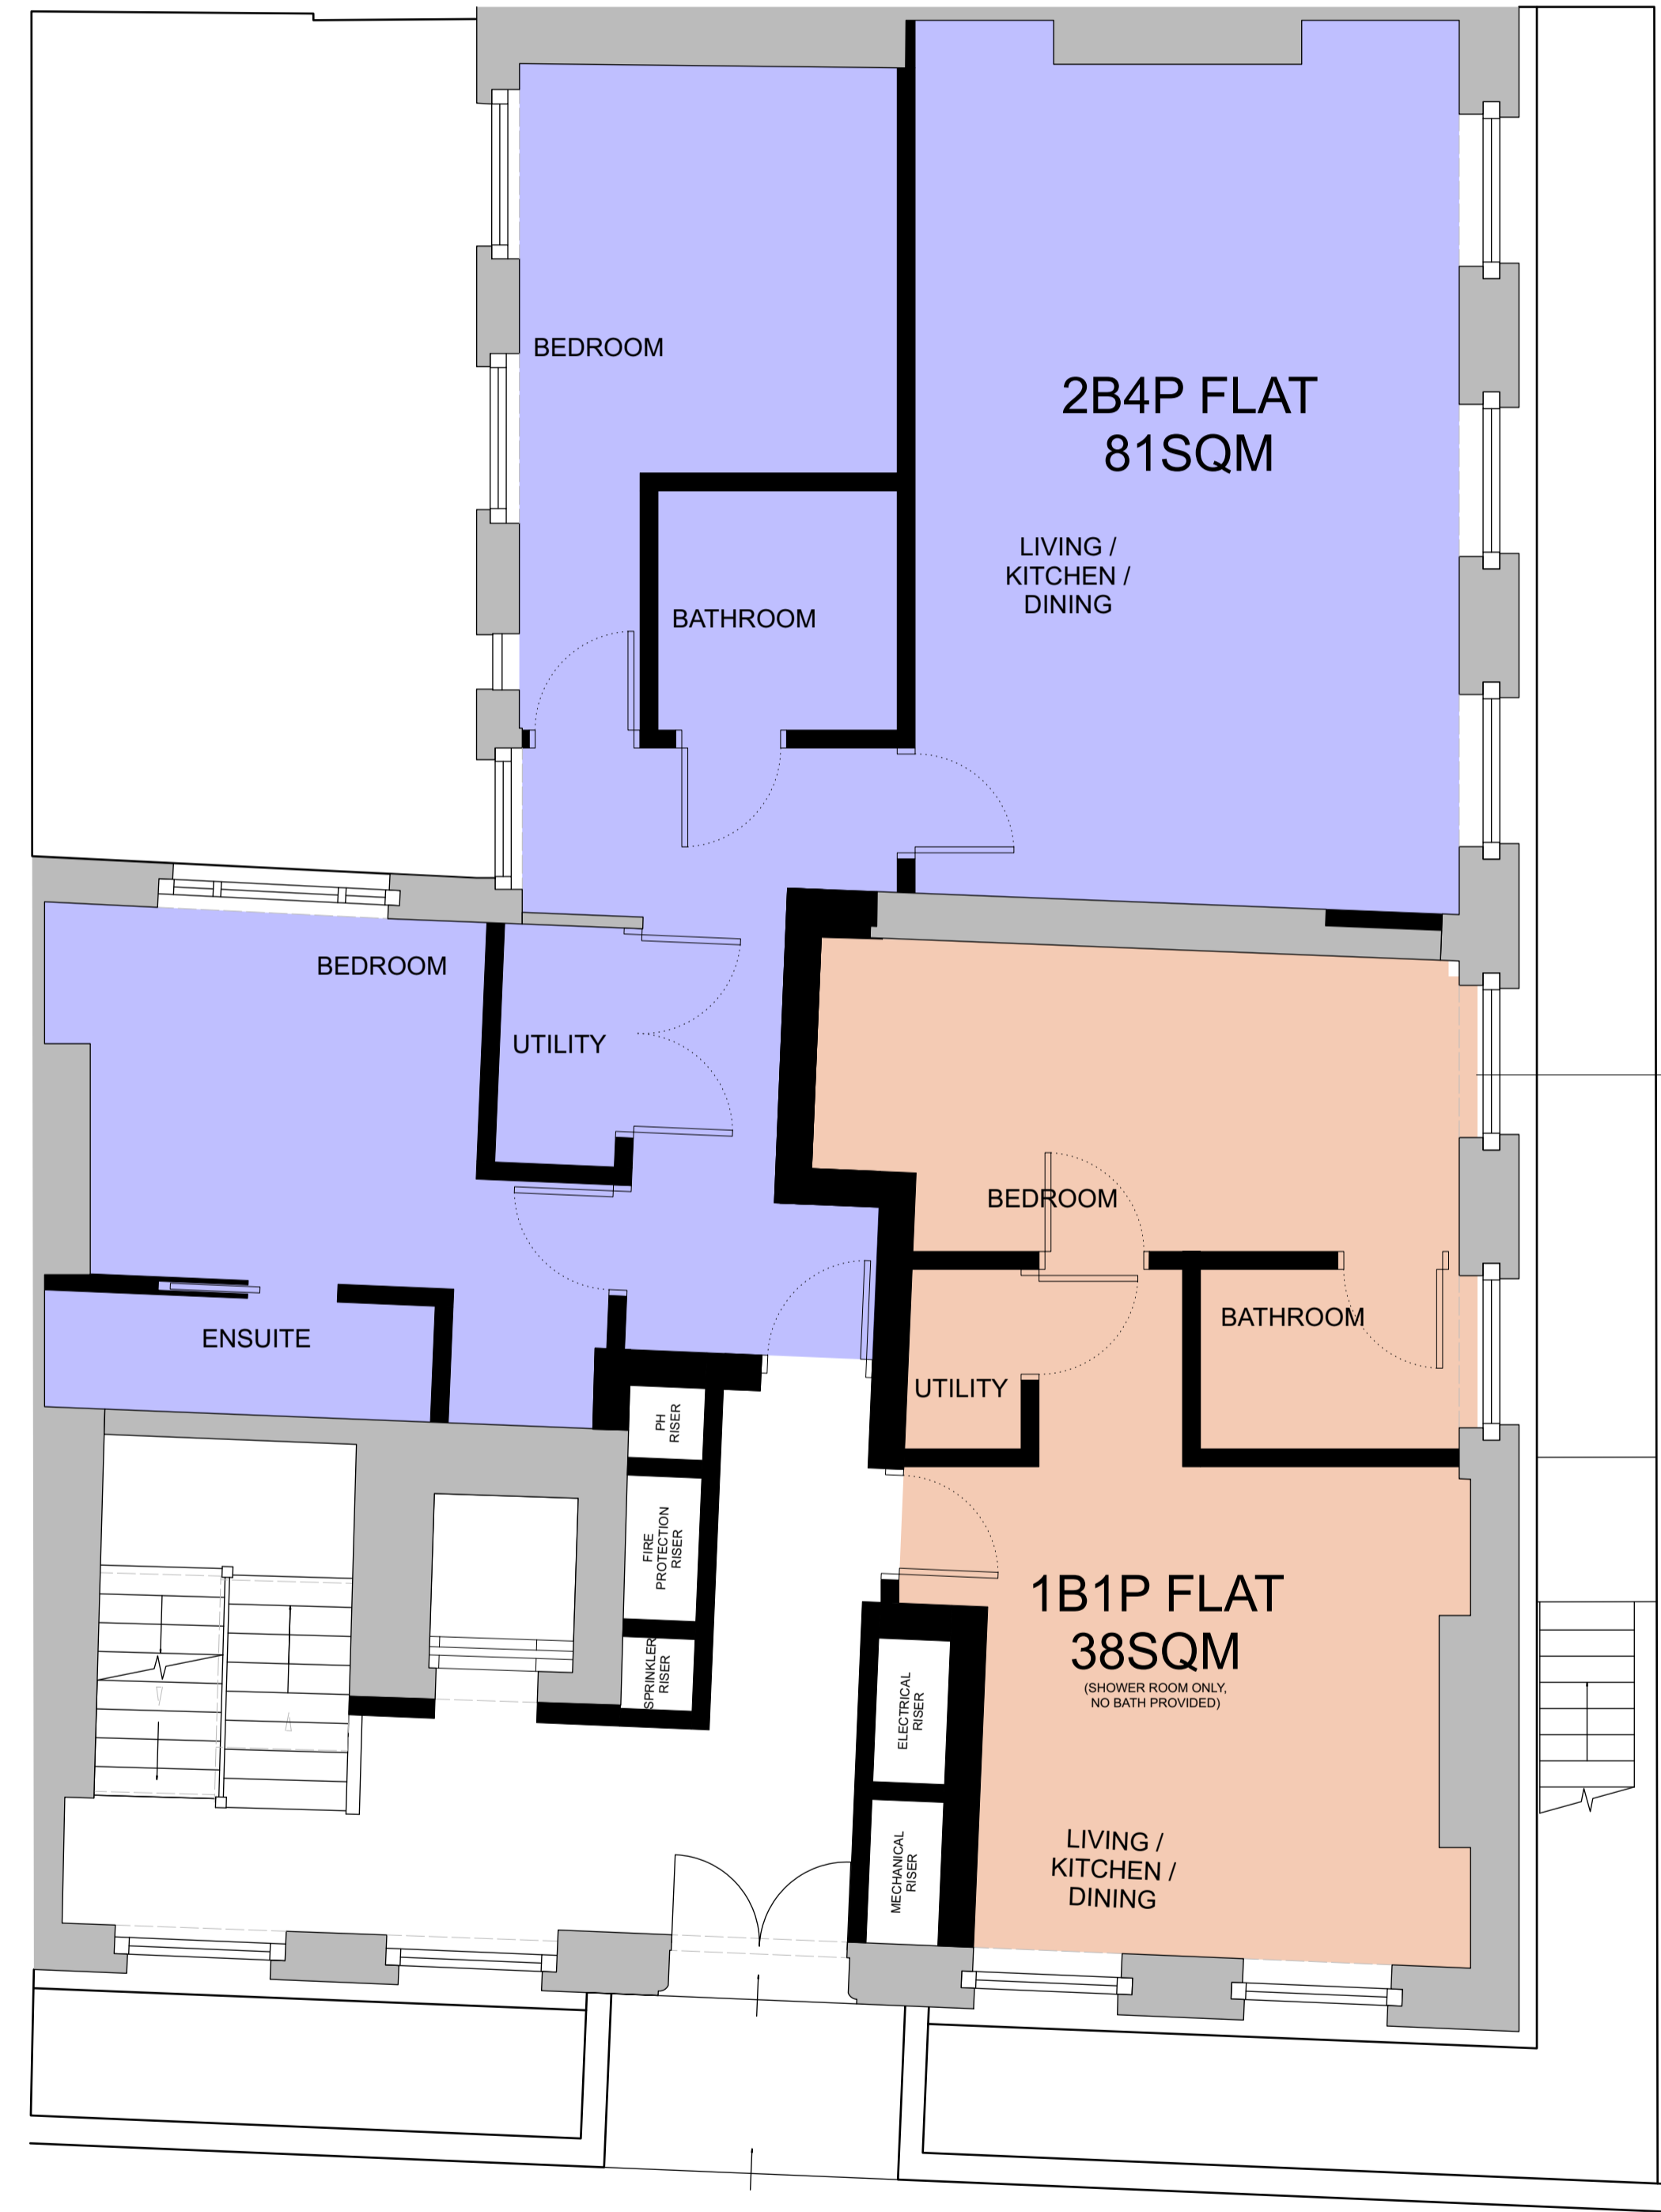 BEDROOM
2B4P FLAT
81SQM
LIVING /
KITCHEN /
DINING
BATHROOM
BEDROOM
UTILITY
BEDROOM
ENSUITE
BATHROOM
UTILITY
PH
RISER
FIRE
PROTECTION
RISER
SPRINKLER
RISER
1B1P FLAT
38SQM
(SHOWER ROOM ONLY,
NO BATH PROVIDED)
ELECTRICAL
RISER
MECHANICAL
RISER
LIVING /
KITCHEN /
DINING